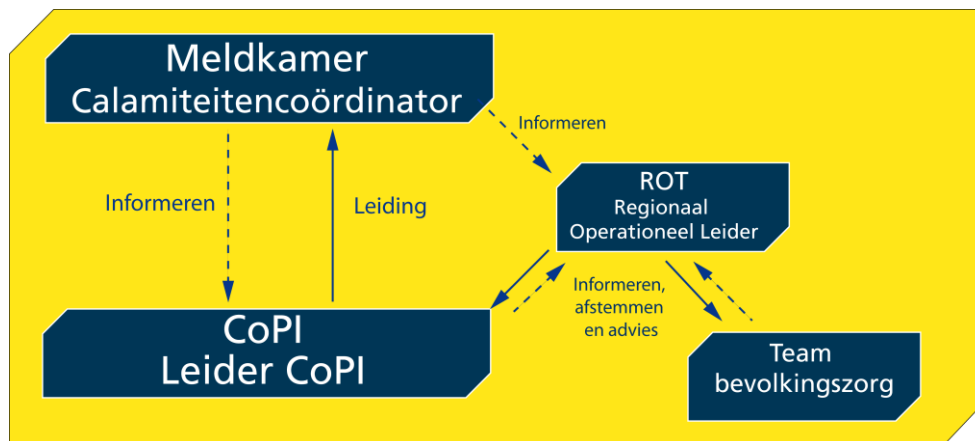 Meldkamer
Calamiteitencoördinator
Informeren
Informeren
Leiding
ROT
Regionaal
Operationeel Leider
Informeren,
afstemmen
en advies
CoPI
Leider CoPI
Team
bevolkingszorg